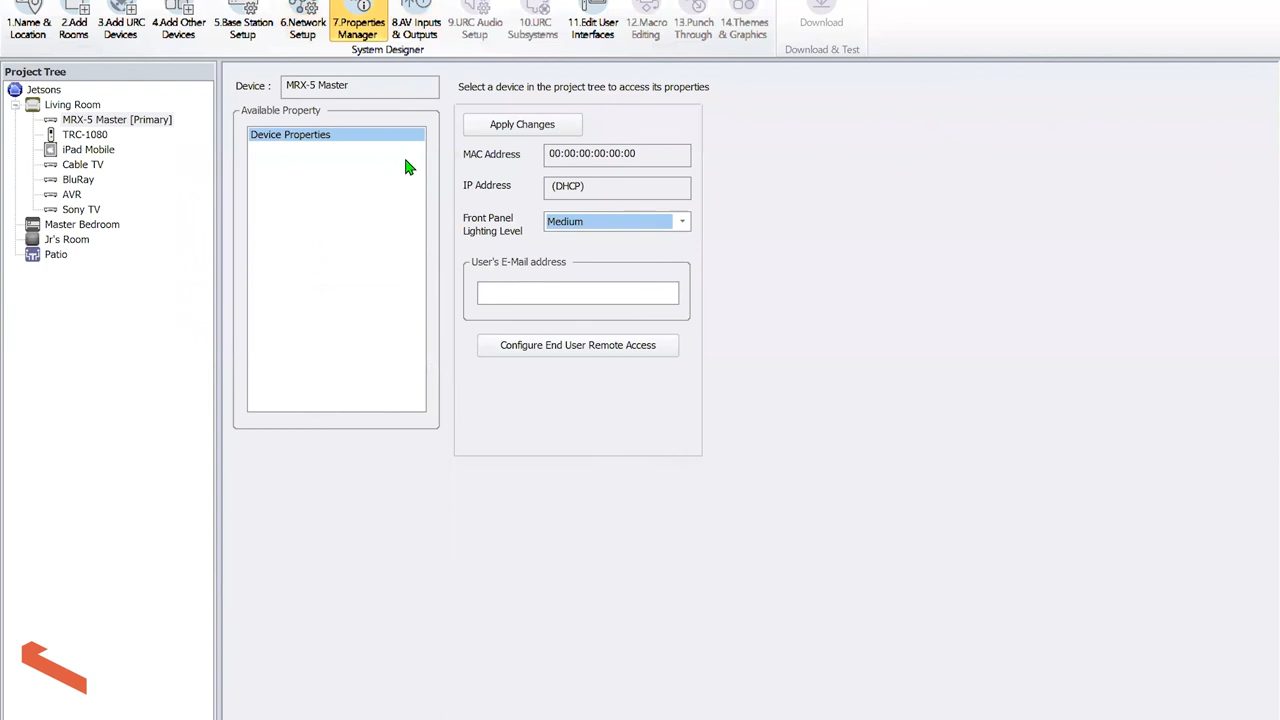 1.Name & Location
2.Add Rooms
3.Add URC Devices
4.Add Other Devices
5.Base Station Setup
6.Network Setup
7.Properties Manager
8.AV Inputs & Outputs
9.URC Audio Setup
10.URC Subsystems
11.Edit User Interfaces
12.Macro Editing
13.Punch Through
14.Themes & Graphics
Download
System Designer
Download & Test
Project Tree
Jetsons
Living Room
MRX-5 Master [Primary]
TRC-1080
iPad Mobile
Cable TV
BluRay
AVR
Sony TV
Master Bedroom
Jr's Room
Patio
Device :
MRX-5 Master
Select a device in the project tree to access its properties
Available Property
Device Properties
Apply Changes
MAC Address
00:00:00:00:00:00
IP Address
(DHCP)
Front Panel
Lighting Level
Medium
User's E-Mail address
Configure End User Remote Access